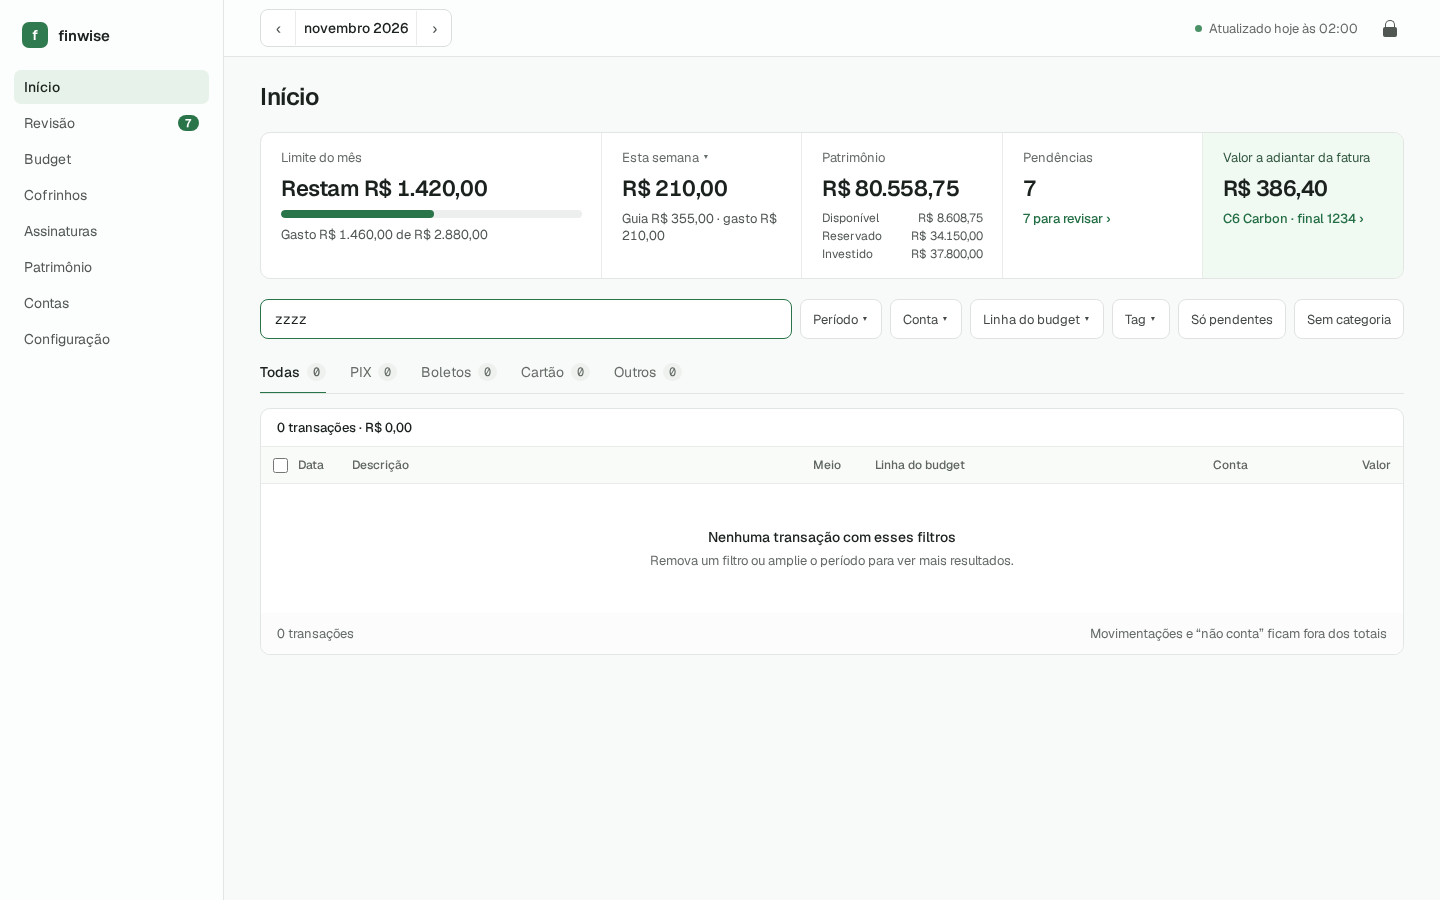 f finwise
Início
Revisão 7
Budget
Cofrinhos
Assinaturas
Patrimônio
Contas
Configuração
‹ novembro 2026 ›
Atualizado hoje às 02:00
Início
Limite do mês
Restam R$ 1.420,00
Gasto R$ 1.460,00 de R$ 2.880,00
Esta semana ▾
R$ 210,00
Guia R$ 355,00 · gasto R$
210,00
Patrimônio
R$ 80.558,75
Disponível R$ 8.608,75
Reservado R$ 34.150,00
Investido R$ 37.800,00
Pendências
7
7 para revisar ›
Valor a adiantar da fatura
R$ 386,40
C6 Carbon · final 1234 ›
zzzz
Período ▾ Conta ▾ Linha do budget ▾ Tag ▾ Só pendentes Sem categoria
Todas 0 PIX 0 Boletos 0 Cartão 0 Outros 0
0 transações · R$ 0,00
Data Descrição Meio Linha do budget Conta Valor
Nenhuma transação com esses filtros
Remova um filtro ou amplie o período para ver mais resultados.
0 transações Movimentações e “não conta” ficam fora dos totais